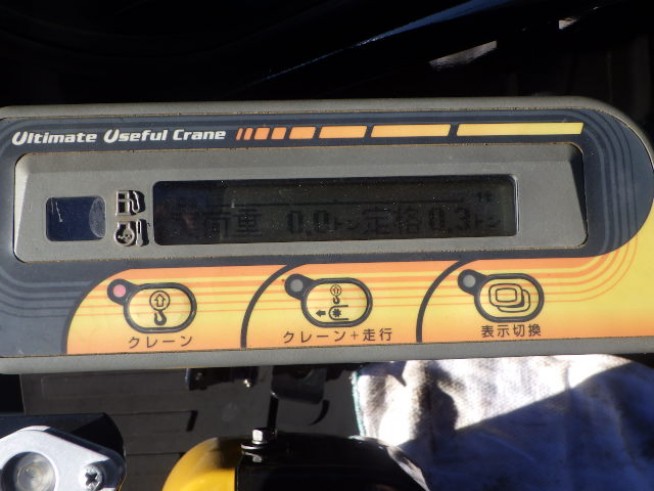 Ultimate Useful Crane
実荷重 0.0トン 定格 0.3トン
クレーン
クレーン+走行
表示切換